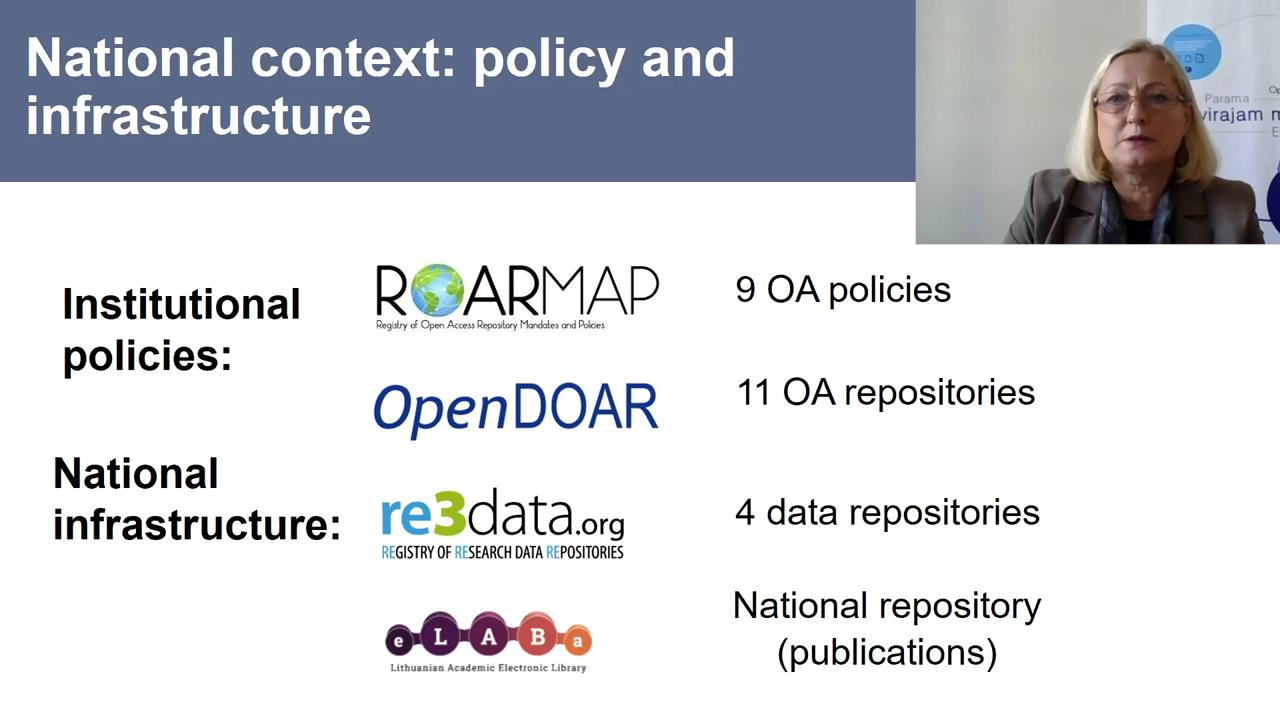 National context: policy and
infrastructure
Parama
virajam m
Institutional
policies:
ROARMAP
Registry of Open Access Repository Mandates and Policies
9 OA policies
OpenDOAR
11 OA repositories
National
infrastructure:
re3data.org
REGISTRY OF RESEARCH DATA REPOSITORIES
4 data repositories
eLABa
Lithuanian Academic Electronic Library
National repository
(publications)